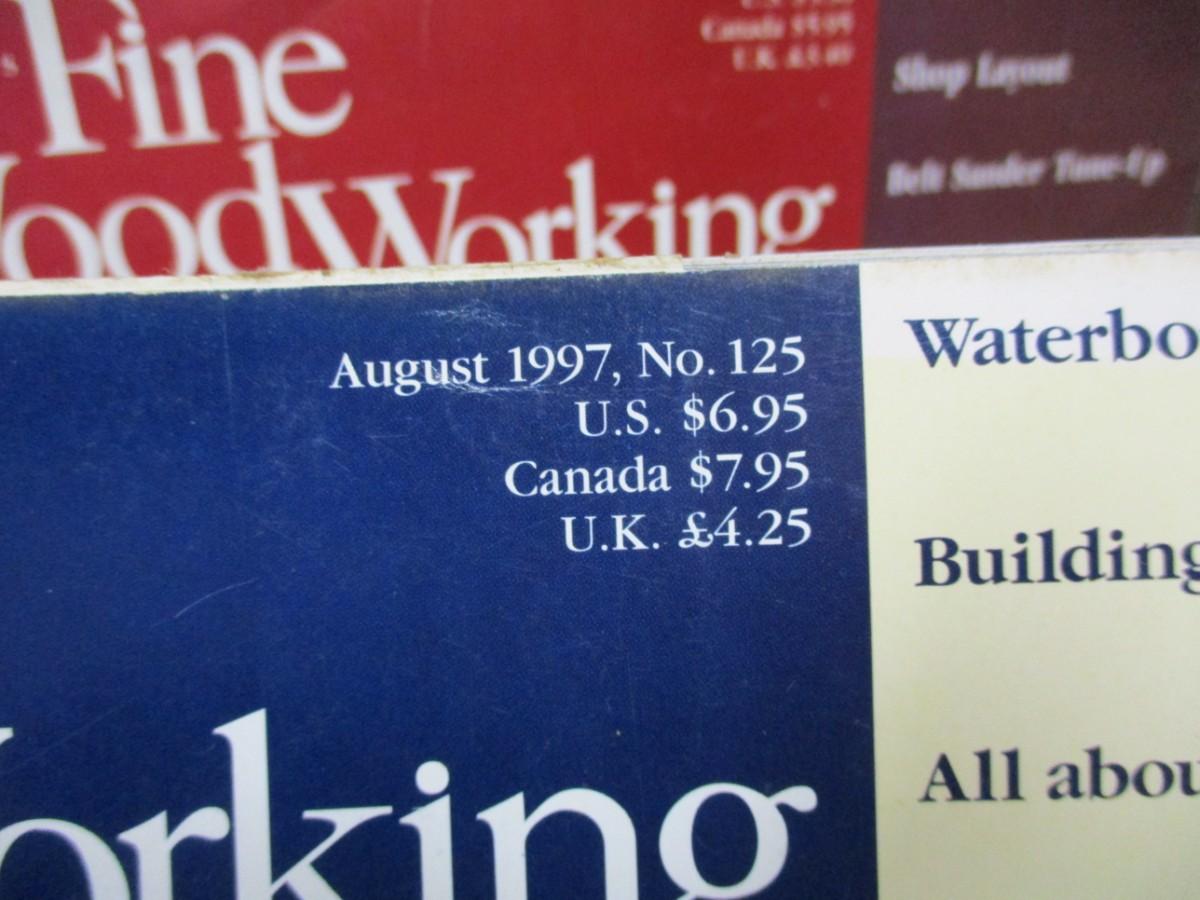 Fine
WoodWorking
Canada $5.95
Shop Layout
Belt Sander Tune-Up
August 1997, No. 125
U.S. $6.95
Canada $7.95
U.K. £4.25
Waterbo
Building
All abou
orking